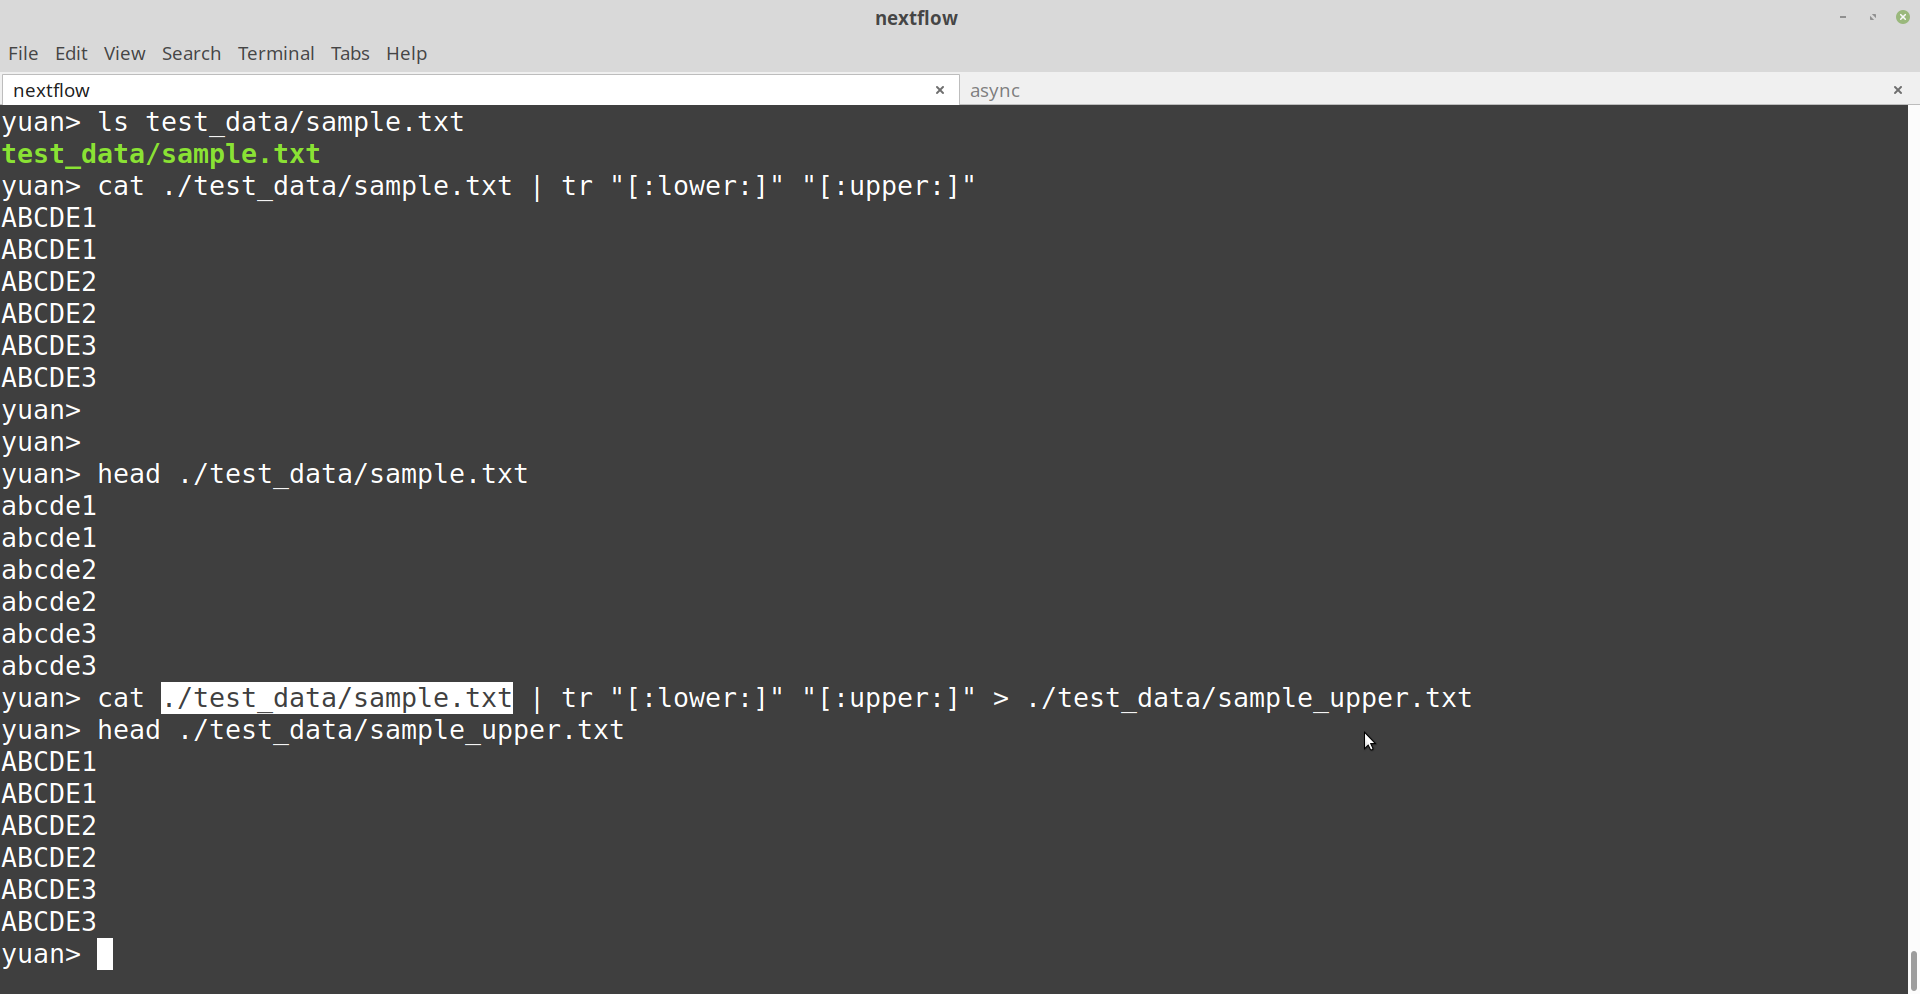 nextflow
File Edit View Search Terminal Tabs Help
nextflow × async ×
yuan> ls test_data/sample.txt
test_data/sample.txt
yuan> cat ./test_data/sample.txt | tr "[:lower:]" "[:upper:]"
ABCDE1
ABCDE1
ABCDE2
ABCDE2
ABCDE3
ABCDE3
yuan>
yuan>
yuan> head ./test_data/sample.txt
abcde1
abcde1
abcde2
abcde2
abcde3
abcde3
yuan> cat ./test_data/sample.txt | tr "[:lower:]" "[:upper:]" > ./test_data/sample_upper.txt
yuan> head ./test_data/sample_upper.txt
ABCDE1
ABCDE1
ABCDE2
ABCDE2
ABCDE3
ABCDE3
yuan>